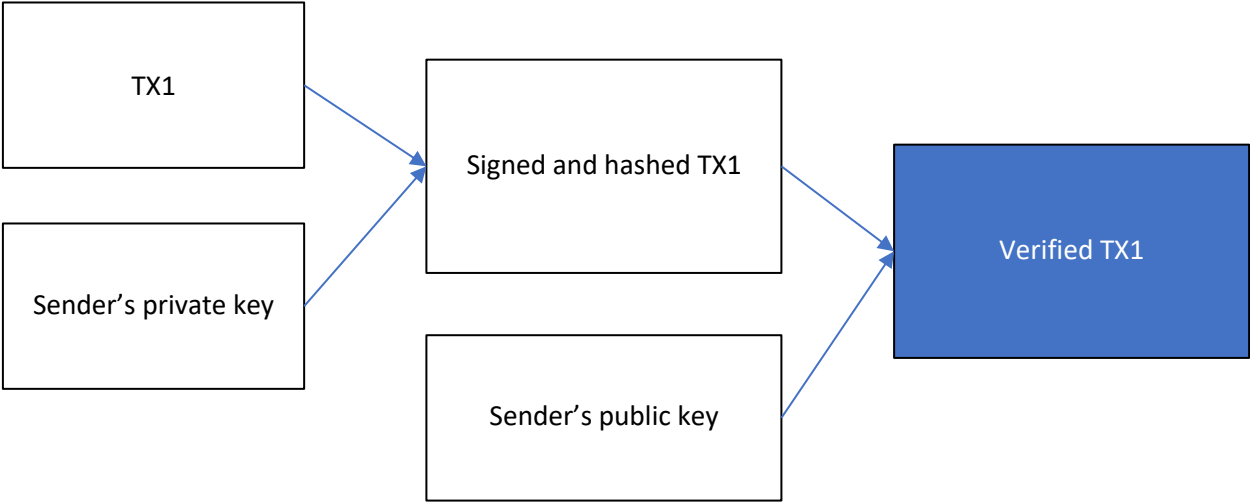 TX1
Sender’s private key
Signed and hashed TX1
Sender’s public key
Verified TX1